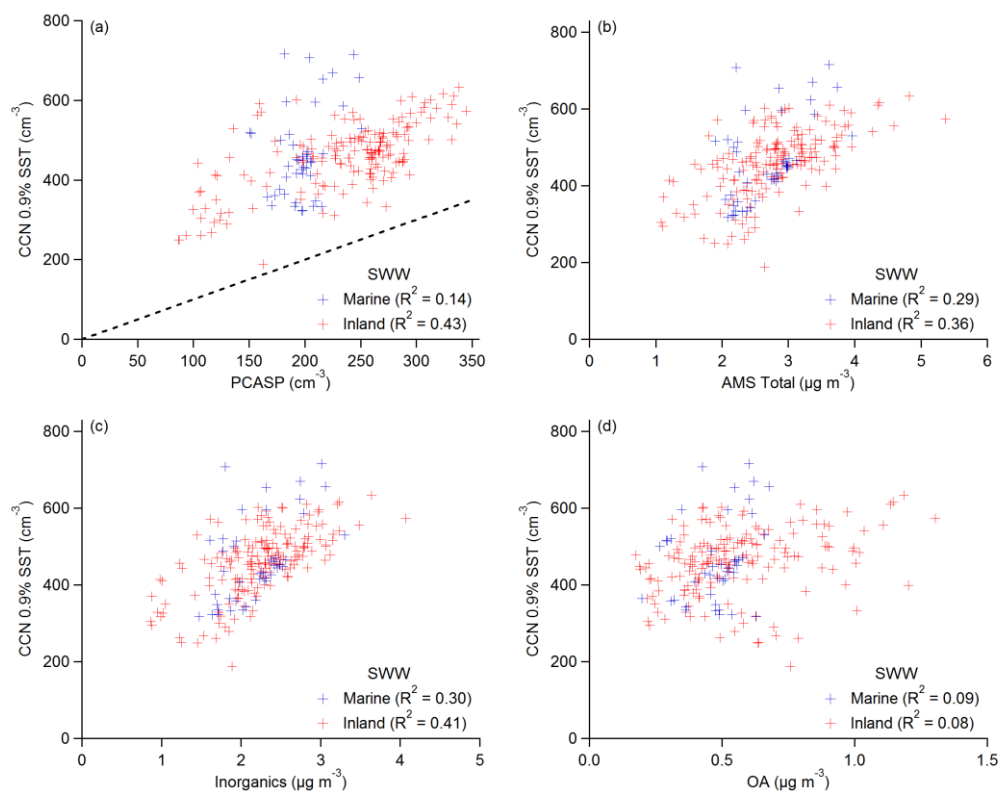 (a)
800
600
400
200
0
CCN 0.9% SST (cm⁻³)
SWW
Marine (R² = 0.14)
Inland (R² = 0.43)
0 50 100 150 200 250 300 350
PCASP (cm⁻³)
(b)
800
600
400
200
0
CCN 0.9% SST (cm⁻³)
SWW
Marine (R² = 0.29)
Inland (R² = 0.36)
0 1 2 3 4 5 6
AMS Total (µg m⁻³)
(c)
800
600
400
200
0
CCN 0.9% SST (cm⁻³)
SWW
Marine (R² = 0.30)
Inland (R² = 0.41)
0 1 2 3 4 5
Inorganics (µg m⁻³)
(d)
800
600
400
200
0
CCN 0.9% SST (cm⁻³)
SWW
Marine (R² = 0.09)
Inland (R² = 0.08)
0.0 0.5 1.0 1.5
OA (µg m⁻³)